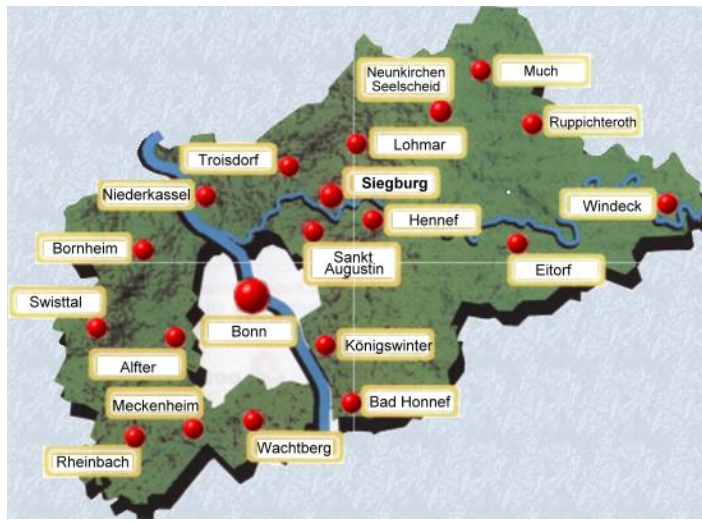 Much
Neunkirchen
Seelscheid
Ruppichteroth
Lohmar
Troisdorf
Siegburg
Niederkassel
Windeck
Hennef
Bornheim
Sankt
Augustin
Eitorf
Swisttal
Bonn
Königswinter
Alfter
Meckenheim
Bad Honnef
Wachtberg
Rheinbach